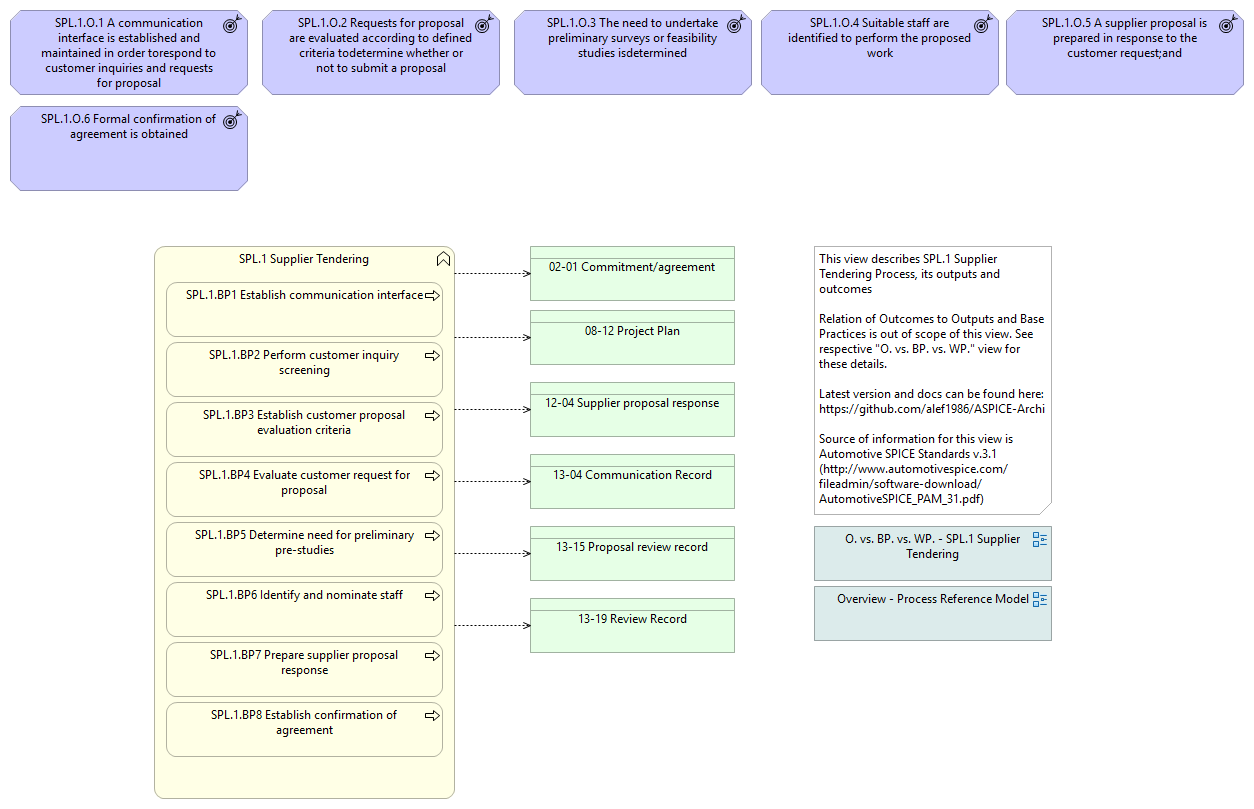 SPL.1.O.1 A communication
interface is established and
maintained in order torespond to
customer inquiries and requests
for proposal
SPL.1.O.2 Requests for proposal
are evaluated according to defined
criteria todetermine whether or
not to submit a proposal
SPL.1.O.3 The need to undertake
preliminary surveys or feasibility
studies isdetermined
SPL.1.O.4 Suitable staff are
identified to perform the proposed
work
SPL.1.O.5 A supplier proposal is
prepared in response to the
customer request;and
SPL.1.O.6 Formal confirmation of
agreement is obtained
SPL.1 Supplier Tendering
SPL.1.BP1 Establish communication interface
SPL.1.BP2 Perform customer inquiry
screening
SPL.1.BP3 Establish customer proposal
evaluation criteria
SPL.1.BP4 Evaluate customer request for
proposal
SPL.1.BP5 Determine need for preliminary
pre-studies
SPL.1.BP6 Identify and nominate staff
SPL.1.BP7 Prepare supplier proposal
response
SPL.1.BP8 Establish confirmation of
agreement
02-01 Commitment/agreement
08-12 Project Plan
12-04 Supplier proposal response
13-04 Communication Record
13-15 Proposal review record
13-19 Review Record
This view describes SPL.1 Supplier
Tendering Process, its outputs and
outcomes
Relation of Outcomes to Outputs and Base
Practices is out of scope of this view. See
respective "O. vs. BP. vs. WP." view for
these details.
Latest version and docs can be found here:
https://github.com/alef1986/ASPICE-Archi
Source of information for this view is
Automotive SPICE Standards v.3.1
(http://www.automotivespice.com/
fileadmin/software-download/
AutomotiveSPICE_PAM_31.pdf)
O. vs. BP. vs. WP. - SPL.1 Supplier
Tendering
Overview - Process Reference Model